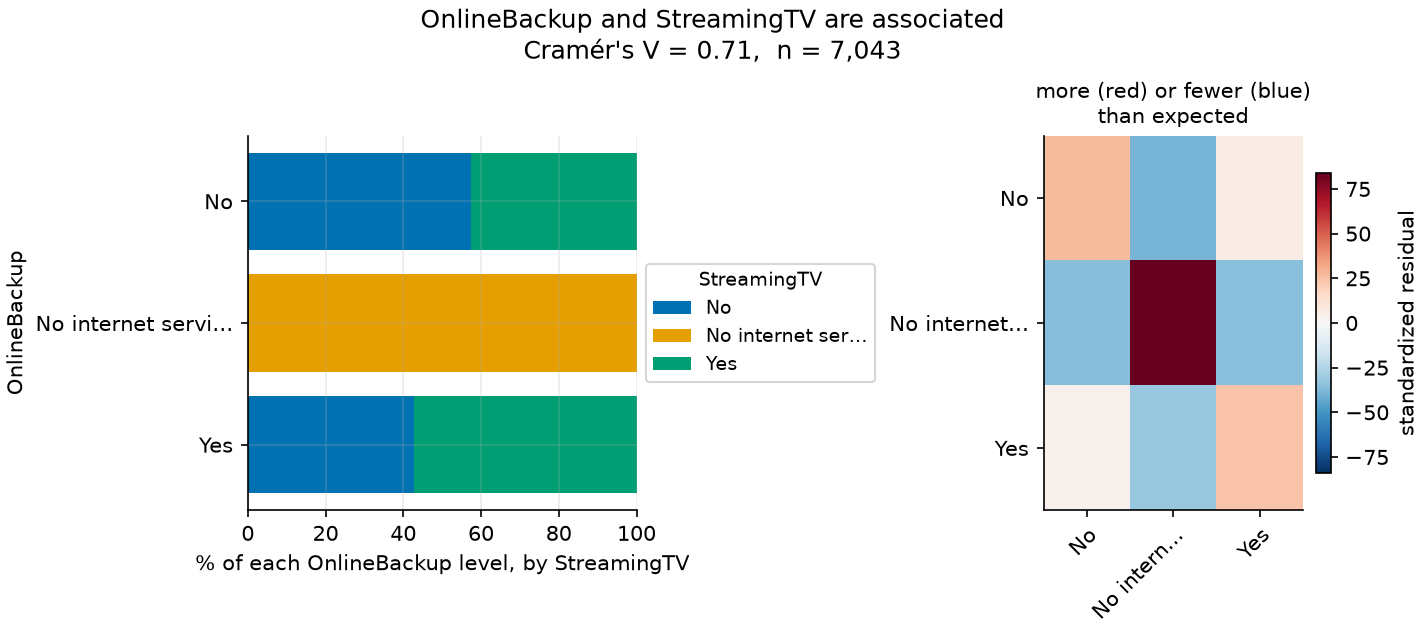 OnlineBackup and StreamingTV are associated
Cramér's V = 0.71,  n = 7,043
OnlineBackup
No
No internet servi...
Yes
0 20 40 60 80 100
% of each OnlineBackup level, by StreamingTV
StreamingTV
No
No internet ser...
Yes
more (red) or fewer (blue)
than expected
No
No internet...
Yes
No
No intern...
Yes
75
50
25
0
−25
−50
−75
standardized residual